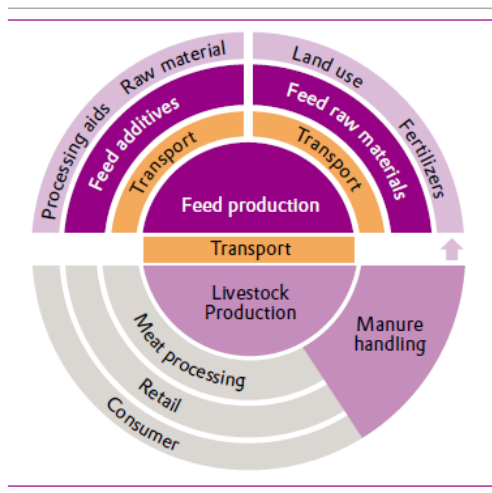 Processing aids
Raw material
Land use
Fertilizers
Feed additives
Feed raw materials
Transport
Transport
Feed production
Transport
Livestock
Production
Manure
handling
Meat processing
Retail
Consumer